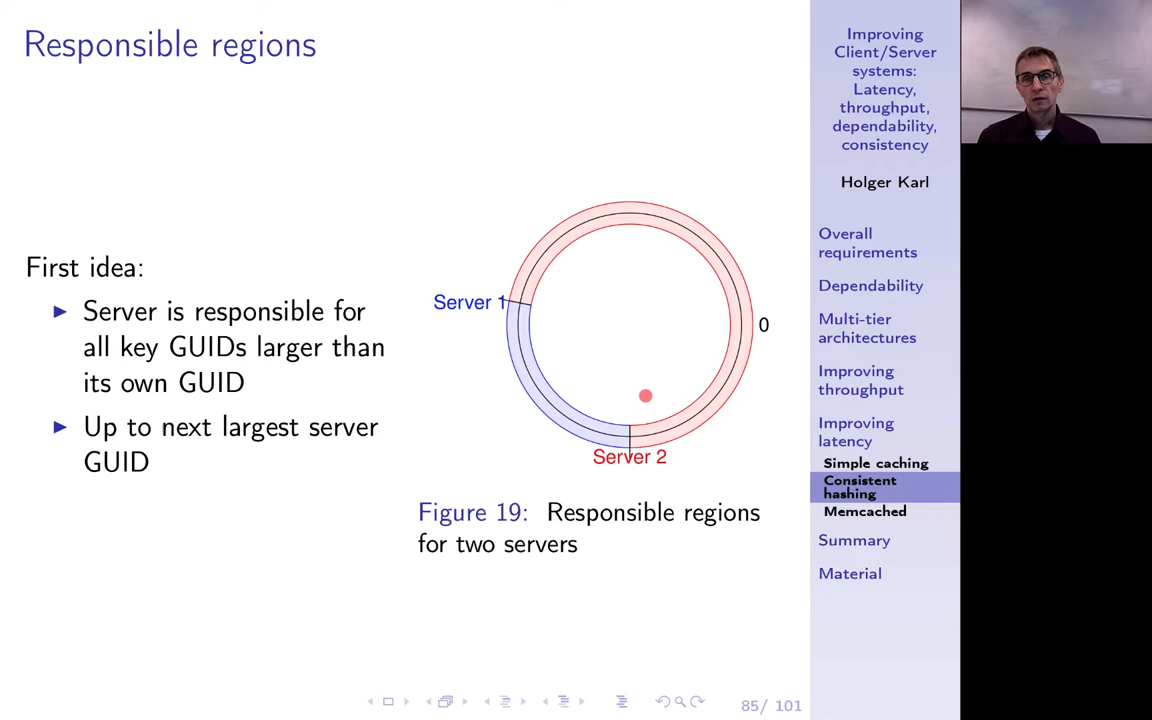 Responsible regions
First idea:
▶ Server is responsible for
all key GUIDs larger than
its own GUID
▶ Up to next largest server
GUID
Server 1
0
Server 2
Figure 19: Responsible regions
for two servers
85/ 101
Improving
Client/Server
systems:
Latency,
throughput,
dependability,
consistency
Holger Karl
Overall
requirements
Dependability
Multi-tier
architectures
Improving
throughput
Improving
latency
Simple caching
Consistent
hashing
Memcached
Summary
Material